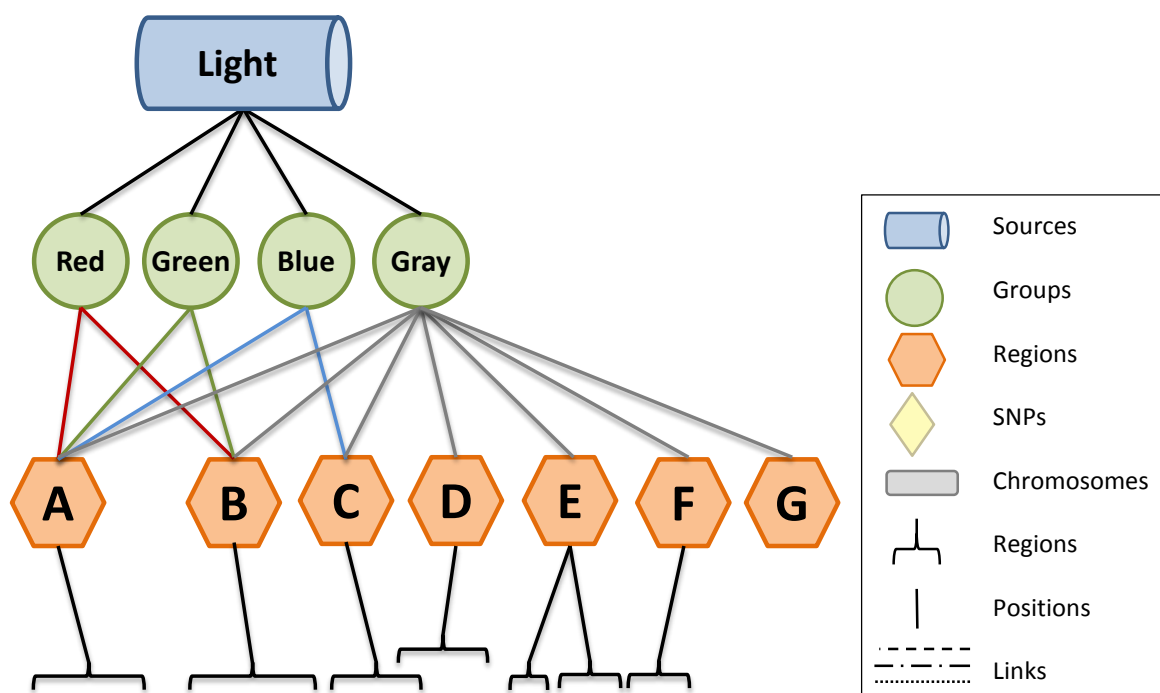 Light
Red Green Blue Gray
A B C D E F G
Sources
Groups
Regions
SNPs
Chromosomes
Regions
Positions
Links